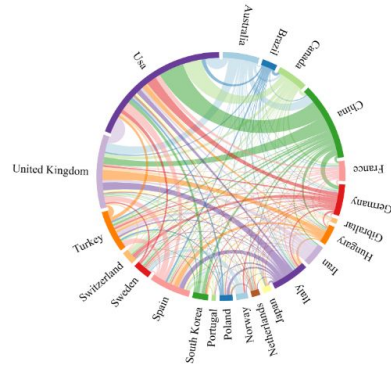 Australia
Brazil
Canada
China
France
Germany
Gibraltar
Hungary
Iran
Italy
Japan
Netherlands
Norway
Poland
Portugal
South Korea
Spain
Sweden
Switzerland
Turkey
United Kingdom
Usa